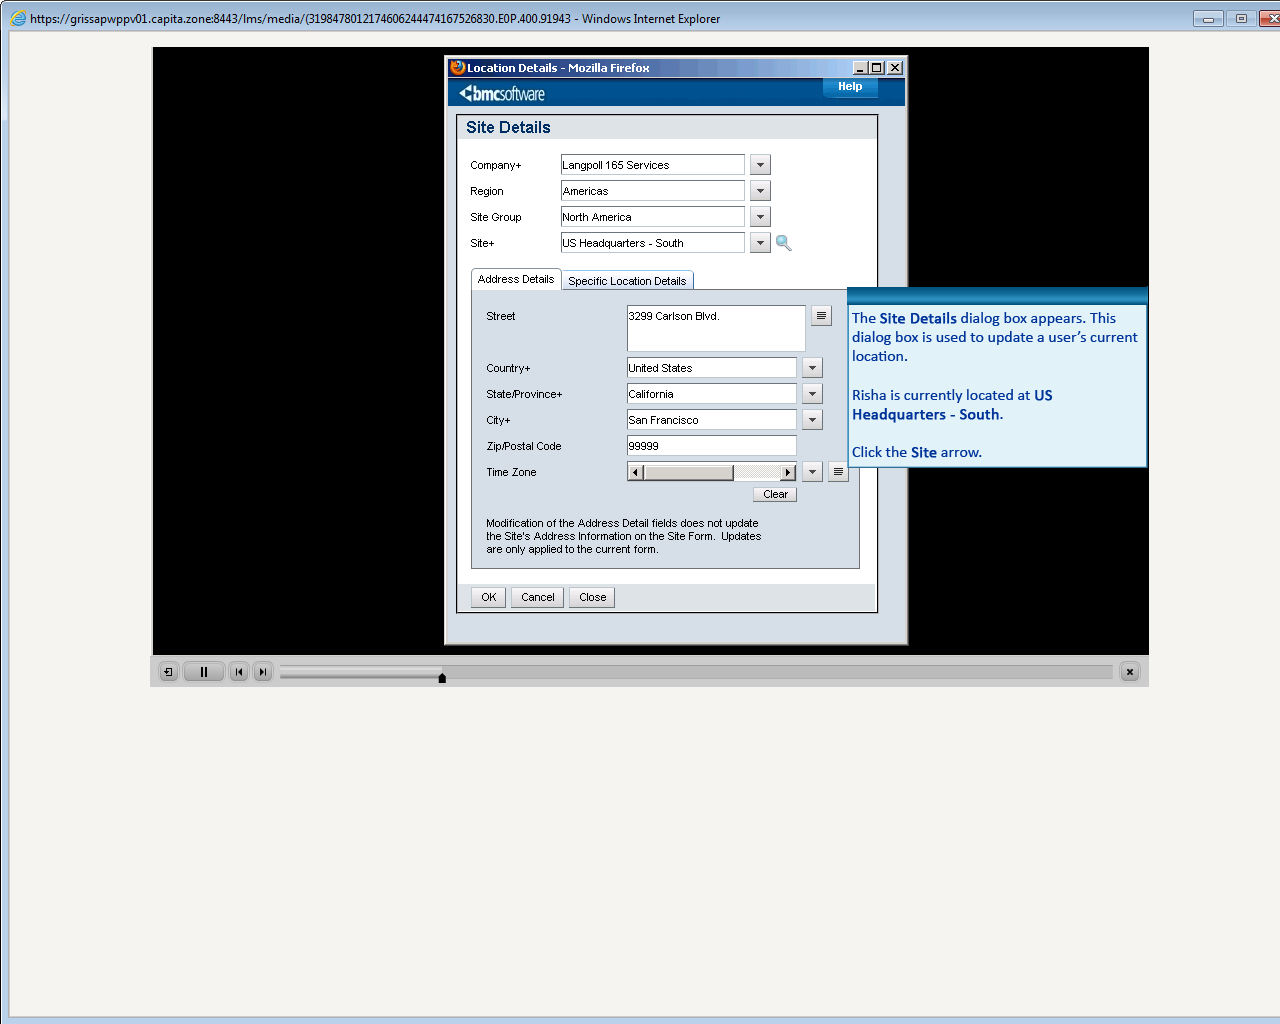 https://grissapwppv01.capita.zone:8443/lms/media/(3198478012174606244474167526830.E0P.400.91943 - Windows Internet Explorer
Location Details - Mozilla Firefox
bmcsoftware
Help
Site Details
Company+
Langpoll 165 Services
Region
Americas
Site Group
North America
Site+
US Headquarters - South
Address Details
Specific Location Details
Street
3299 Carlson Blvd.
Country+
United States
State/Province+
California
City+
San Francisco
Zip/Postal Code
99999
Time Zone
Clear
Modification of the Address Detail fields does not update
the Site's Address Information on the Site Form. Updates
are only applied to the current form.
OK
Cancel
Close
The Site Details dialog box appears. This
dialog box is used to update a user's current
location.
Risha is currently located at US
Headquarters - South.
Click the Site arrow.